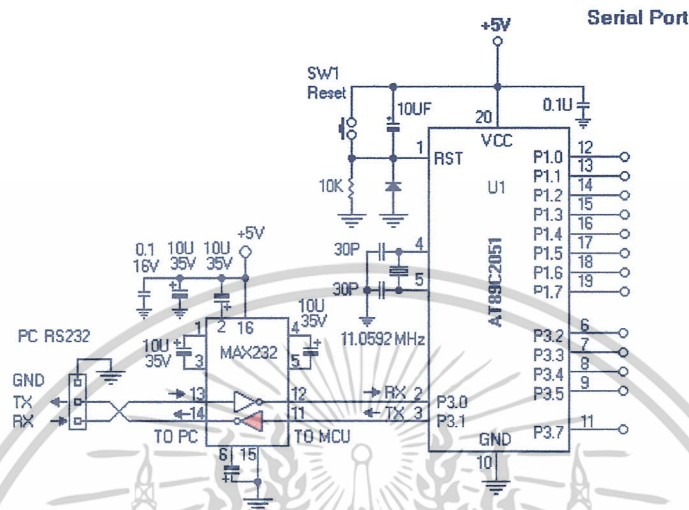 Serial Port
+5V
SW1
Reset
10UF
0.1U
20
VCC
1
RST
U1
AT89C2051
10K
P1.0 12
P1.1 13
P1.2 14
P1.3 15
P1.4 16
P1.5 17
P1.6 18
P1.7 19
30P
4
30P
5
11.0592 MHz
P3.2 6
P3.3 7
P3.4 8
P3.5 9
P3.7 11
+5V
0.1
16V
10U
35V
10U
35V
2 16
1
3
10U
35V
MAX232
4
5
10U
35V
PC RS232
GND
TX
RX
13
14
12
11
RX 2
TX 3
P3.0
P3.1
TO PC
TO MCU
6 15
GND
10